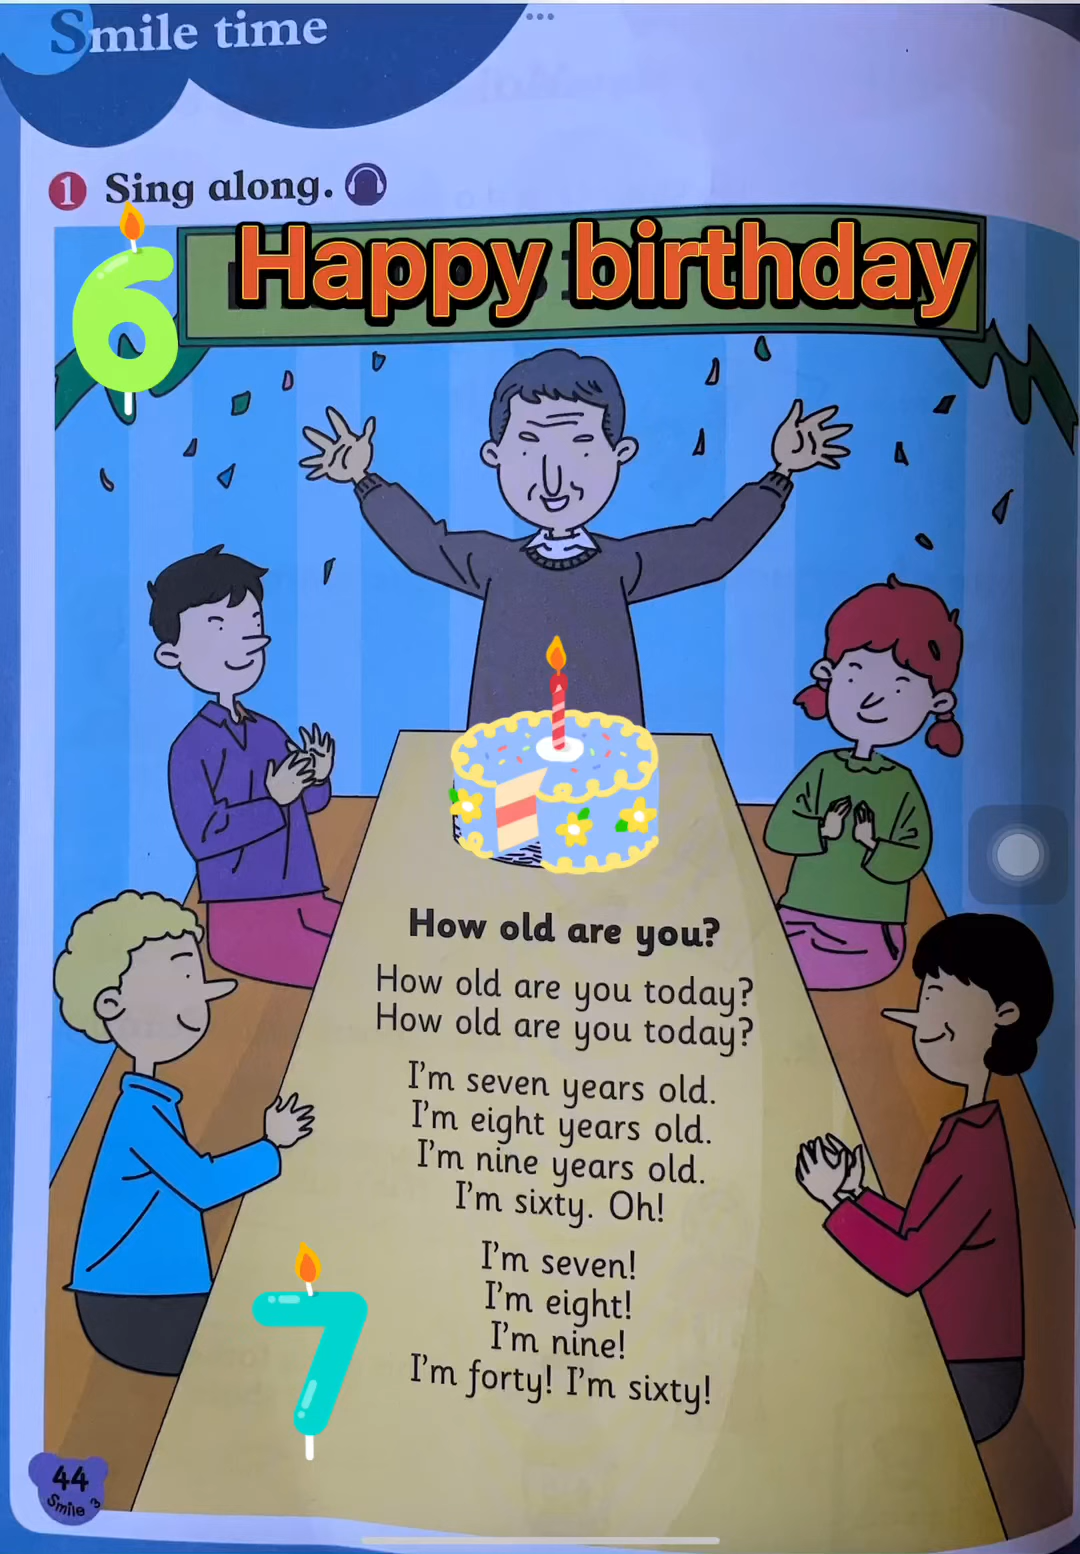 Smile time
1 Sing along.
6
Happy birthday
How old are you?
How old are you today?
How old are you today?
I'm seven years old.
I'm eight years old.
I'm nine years old.
I'm sixty. Oh!
I'm seven!
I'm eight!
I'm nine!
I'm forty! I'm sixty!
7
44
Smile 3